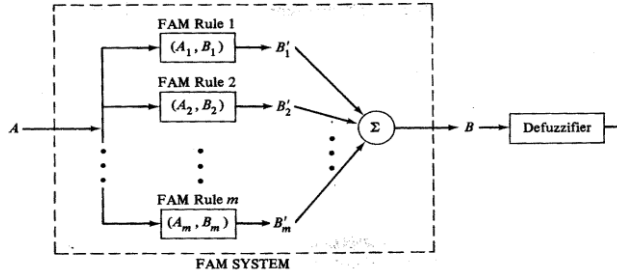 FAM Rule 1
(A₁, B₁)
B′₁
FAM Rule 2
(A₂, B₂)
B′₂
A
Σ
B
Defuzzifier
FAM Rule m
(Aₘ, Bₘ)
B′ₘ
FAM SYSTEM